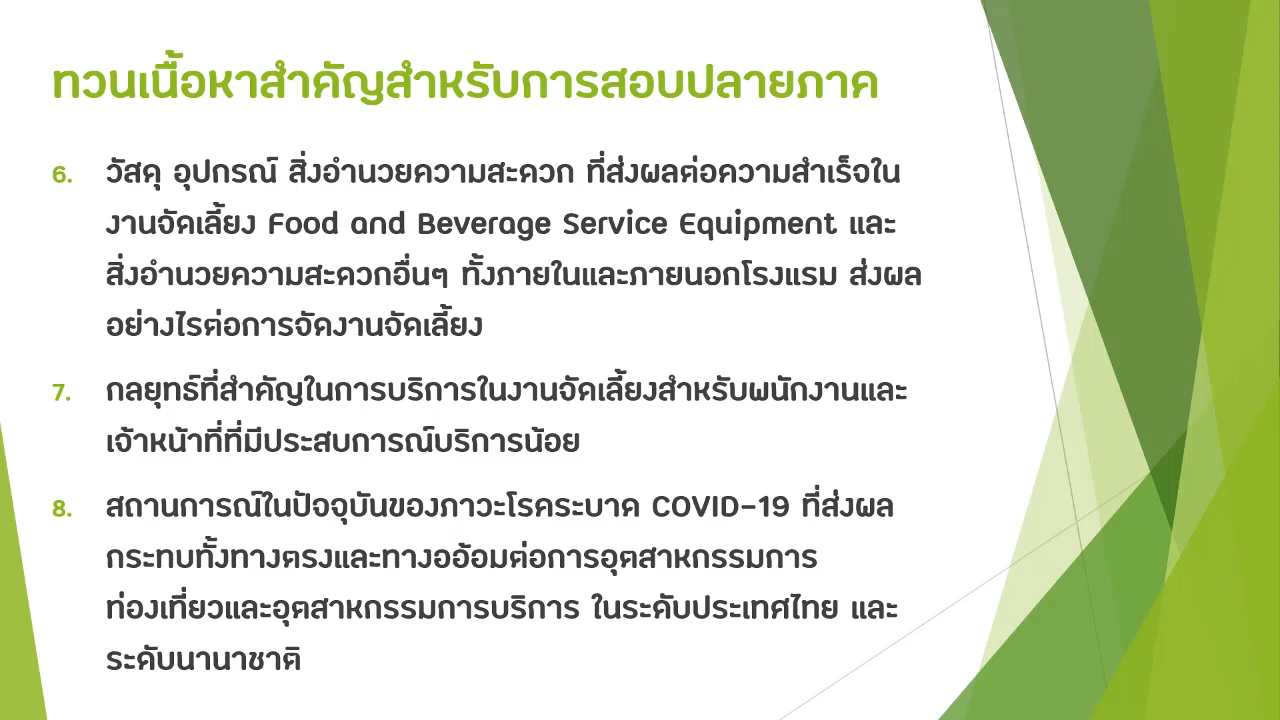 ทวนเนื้อหาสำคัญสำหรับการสอบปลายภาค
6. วัสดุ อุปกรณ์ สิ่งอำนวยความสะดวก ที่ส่งผลต่อความสำเร็จใน
งานจัดเลี้ยง Food and Beverage Service Equipment และ
สิ่งอำนวยความสะดวกอื่นๆ ทั้งภายในและภายนอกโรงแรม ส่งผล
อย่างไรต่อการจัดงานจัดเลี้ยง
7. กลยุทธ์ที่สำคัญในการบริการในงานจัดเลี้ยงสำหรับพนักงานและ
เจ้าหน้าที่ที่มีประสบการณ์บริการน้อย
8. สถานการณ์ในปัจจุบันของภาวะโรคระบาด COVID-19 ที่ส่งผล
กระทบทั้งทางตรงและทางออ้อมต่อการอุตสาหกรรมการ
ท่องเที่ยวและอุตสาหกรรมการบริการ ในระดับประเทศไทย และ
ระดับนานาชาติ